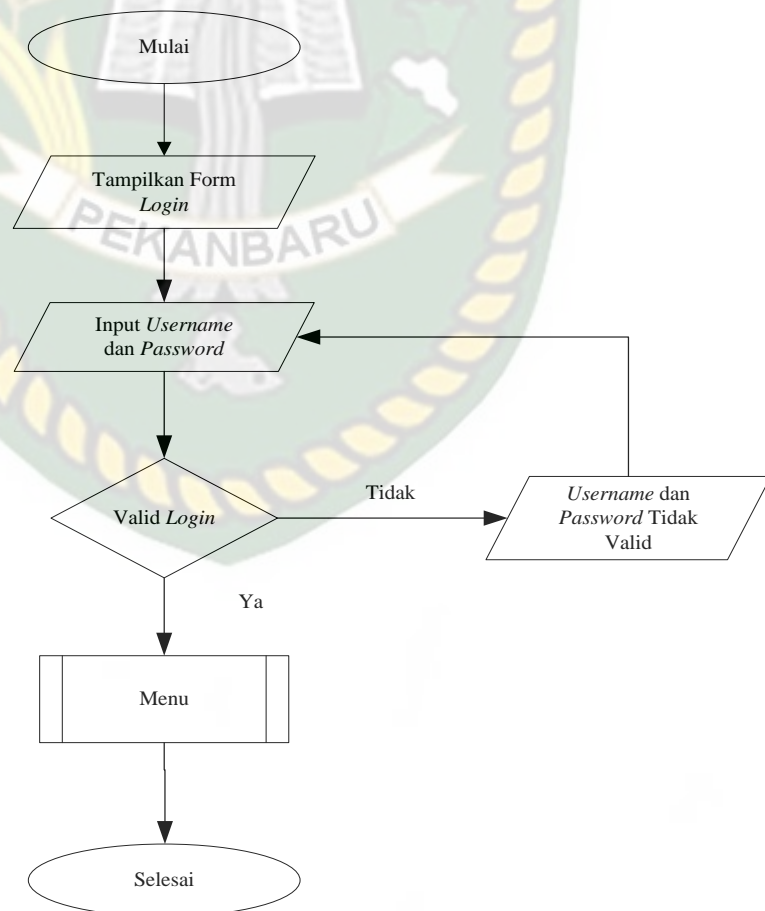 Mulai
Tampilkan Form
Login
PEKANBARU
Input Username
dan Password
Valid Login
Tidak
Username dan
Password Tidak
Valid
Ya
Menu
Selesai